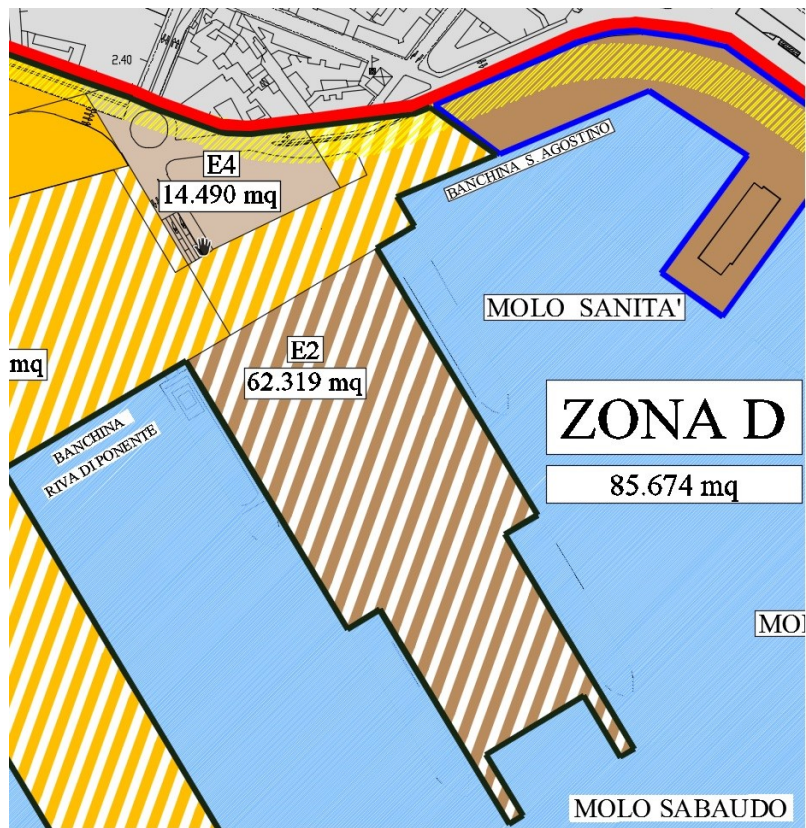 2.40
E4
14.490 mq
BANCHINA S AGOSTINO
MOLO SANITA'
mq
E2
62.319 mq
ZONA D
85.674 mq
BANCHINA
RIVA DI PONENTE
MOL
MOLO SABAUDO